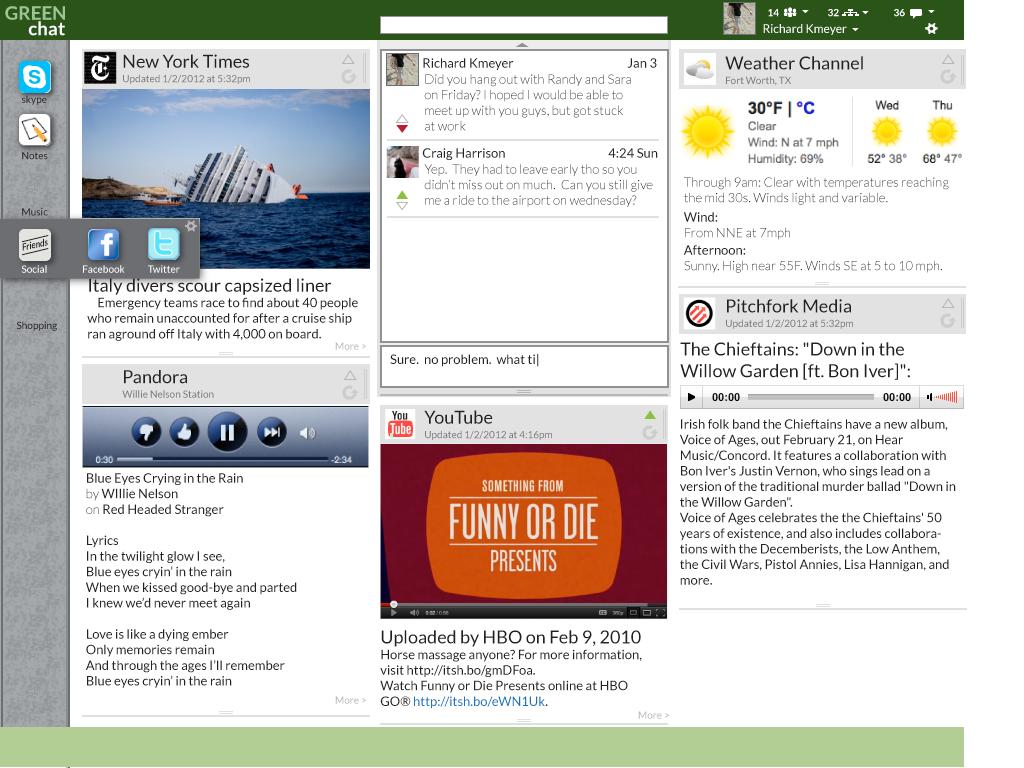 GREEN
chat
14 32 36
Richard Kmeyer
skype
Notes
Music
Friends
Social
Facebook
Twitter
Shopping
New York Times
Updated 1/2/2012 at 5:32pm
Italy divers scour capsized liner
Emergency teams race to find about 40 people
who remain unaccounted for after a cruise ship
ran aground off Italy with 4,000 on board.
More >
Pandora
Willie Nelson Station
0:30 -2:34
Blue Eyes Crying in the Rain
by WIllie Nelson
on Red Headed Stranger
Lyrics
In the twilight glow I see,
Blue eyes cryin' in the rain
When we kissed good-bye and parted
I knew we'd never meet again
Love is like a dying ember
Only memories remain
And through the ages I'll remember
Blue eyes cryin' in the rain
More >
Richard Kmeyer Jan 3
Did you hang out with Randy and Sara
on Friday? I hoped I would be able to
meet up with you guys, but got stuck
at work
Craig Harrison 4:24 Sun
Yep. They had to leave early tho so you
didn't miss out on much. Can you still give
me a ride to the airport on wednesday?
Sure. no problem. what ti
You
Tube
YouTube
Updated 1/2/2012 at 4:16pm
SOMETHING FROM
FUNNY OR DIE
PRESENTS
0:02 / 0:58
360p
Uploaded by HBO on Feb 9, 2010
Horse massage anyone? For more information,
visit http://itsh.bo/gmDFoa.
Watch Funny or Die Presents online at HBO
GO® http://itsh.bo/eWN1Uk.
More >
Weather Channel
Fort Worth, TX
30°F | °C
Clear
Wind: N at 7 mph
Humidity: 69%
Wed Thu
52° 38° 68° 47°
Through 9am: Clear with temperatures reaching
the mid 30s. Winds light and variable.
Wind:
From NNE at 7mph
Afternoon:
Sunny. High near 55F. Winds SE at 5 to 10 mph.
Pitchfork Media
Updated 1/2/2012 at 5:32pm
The Chieftains: "Down in the
Willow Garden [ft. Bon Iver]":
00:00 00:00
Irish folk band the Chieftains have a new album,
Voice of Ages, out February 21, on Hear
Music/Concord. It features a collaboration with
Bon Iver's Justin Vernon, who sings lead on a
version of the traditional murder ballad "Down in
the Willow Garden".
Voice of Ages celebrates the the Chieftains' 50
years of existence, and also includes collabora-
tions with the Decemberists, the Low Anthem,
the Civil Wars, Pistol Annies, Lisa Hannigan, and
more.